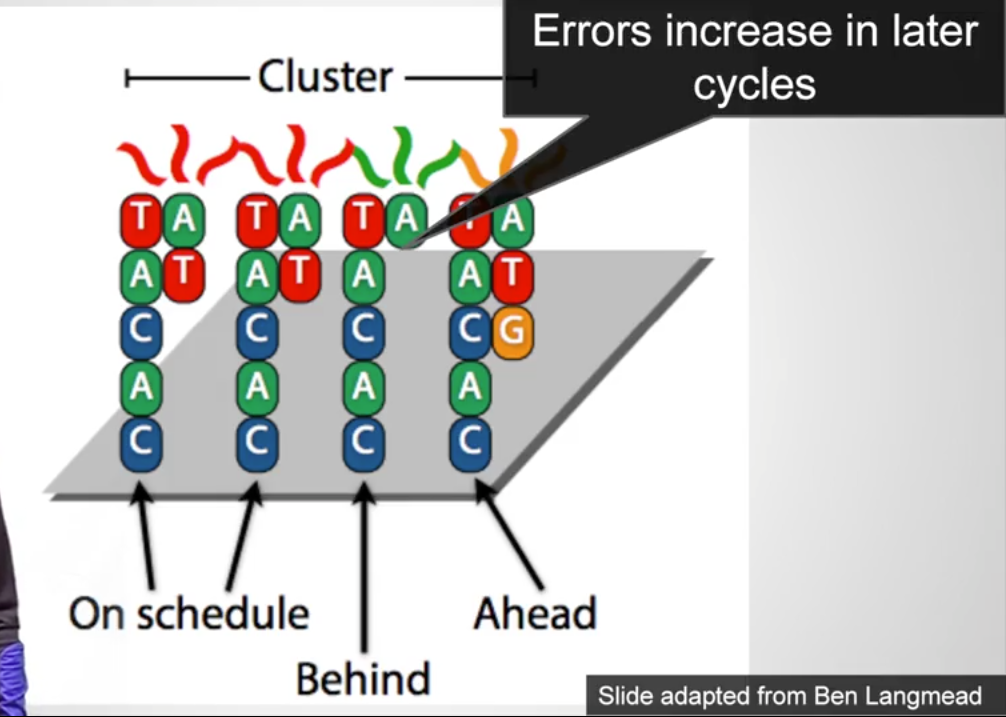 Errors increase in later
cycles
Cluster
T A T A T A T A
A T A T A A T
C C C C G
A A A A
C C C C
On schedule
Ahead
Behind
Slide adapted from Ben Langmead